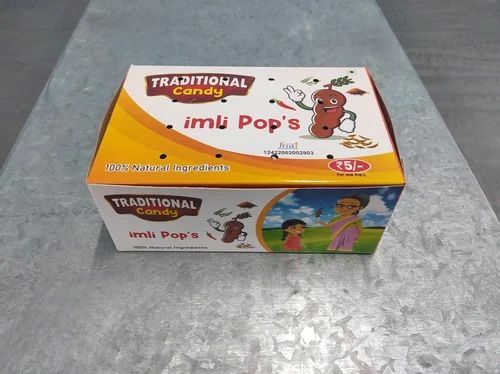 TRADITIONAL
Candy
imli Pop's
fssai
12422002002903
100% Natural Ingredients
₹5/-
TRADITIONAL
Candy
imli Pop's
100% Natural Ingredients